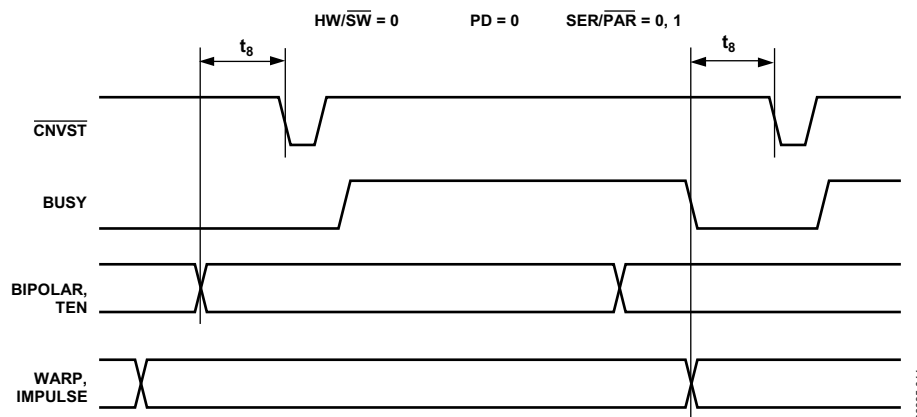 HW/SW = 0 PD = 0 SER/PAR = 0, 1
t8 t8
CNVST
BUSY
BIPOLAR,
TEN
WARP,
IMPULSE